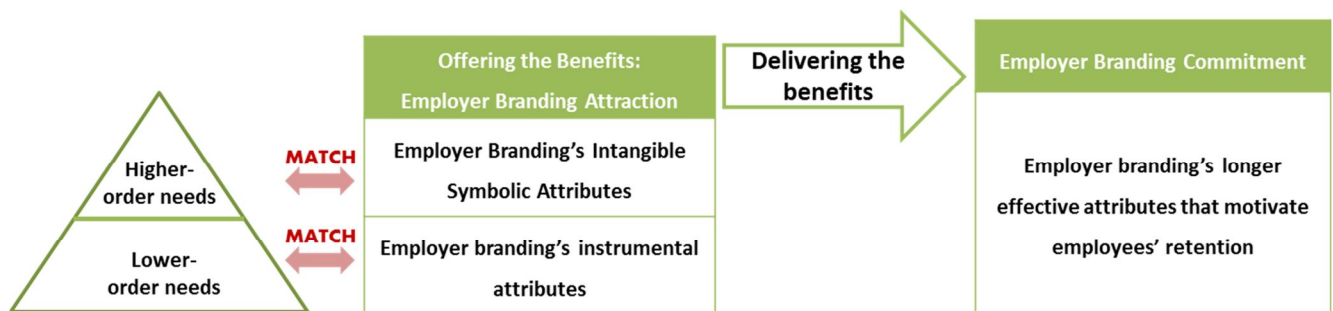 Higher-
order needs
Lower-
order needs
MATCH
MATCH
Offering the Benefits:
Employer Branding Attraction
Employer Branding's Intangible
Symbolic Attributes
Employer branding's instrumental
attributes
Delivering the
benefits
Employer Branding Commitment
Employer branding's longer
effective attributes that motivate
employees' retention